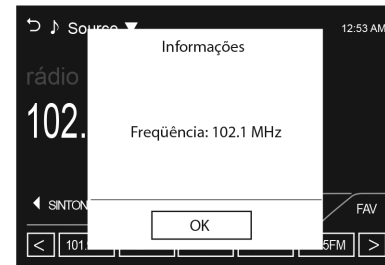 Source
12:53 AM
Informações
rádio
102.
Freqüência: 102.1 MHz
SINTON
FAV
OK
<
101.
5FM
>